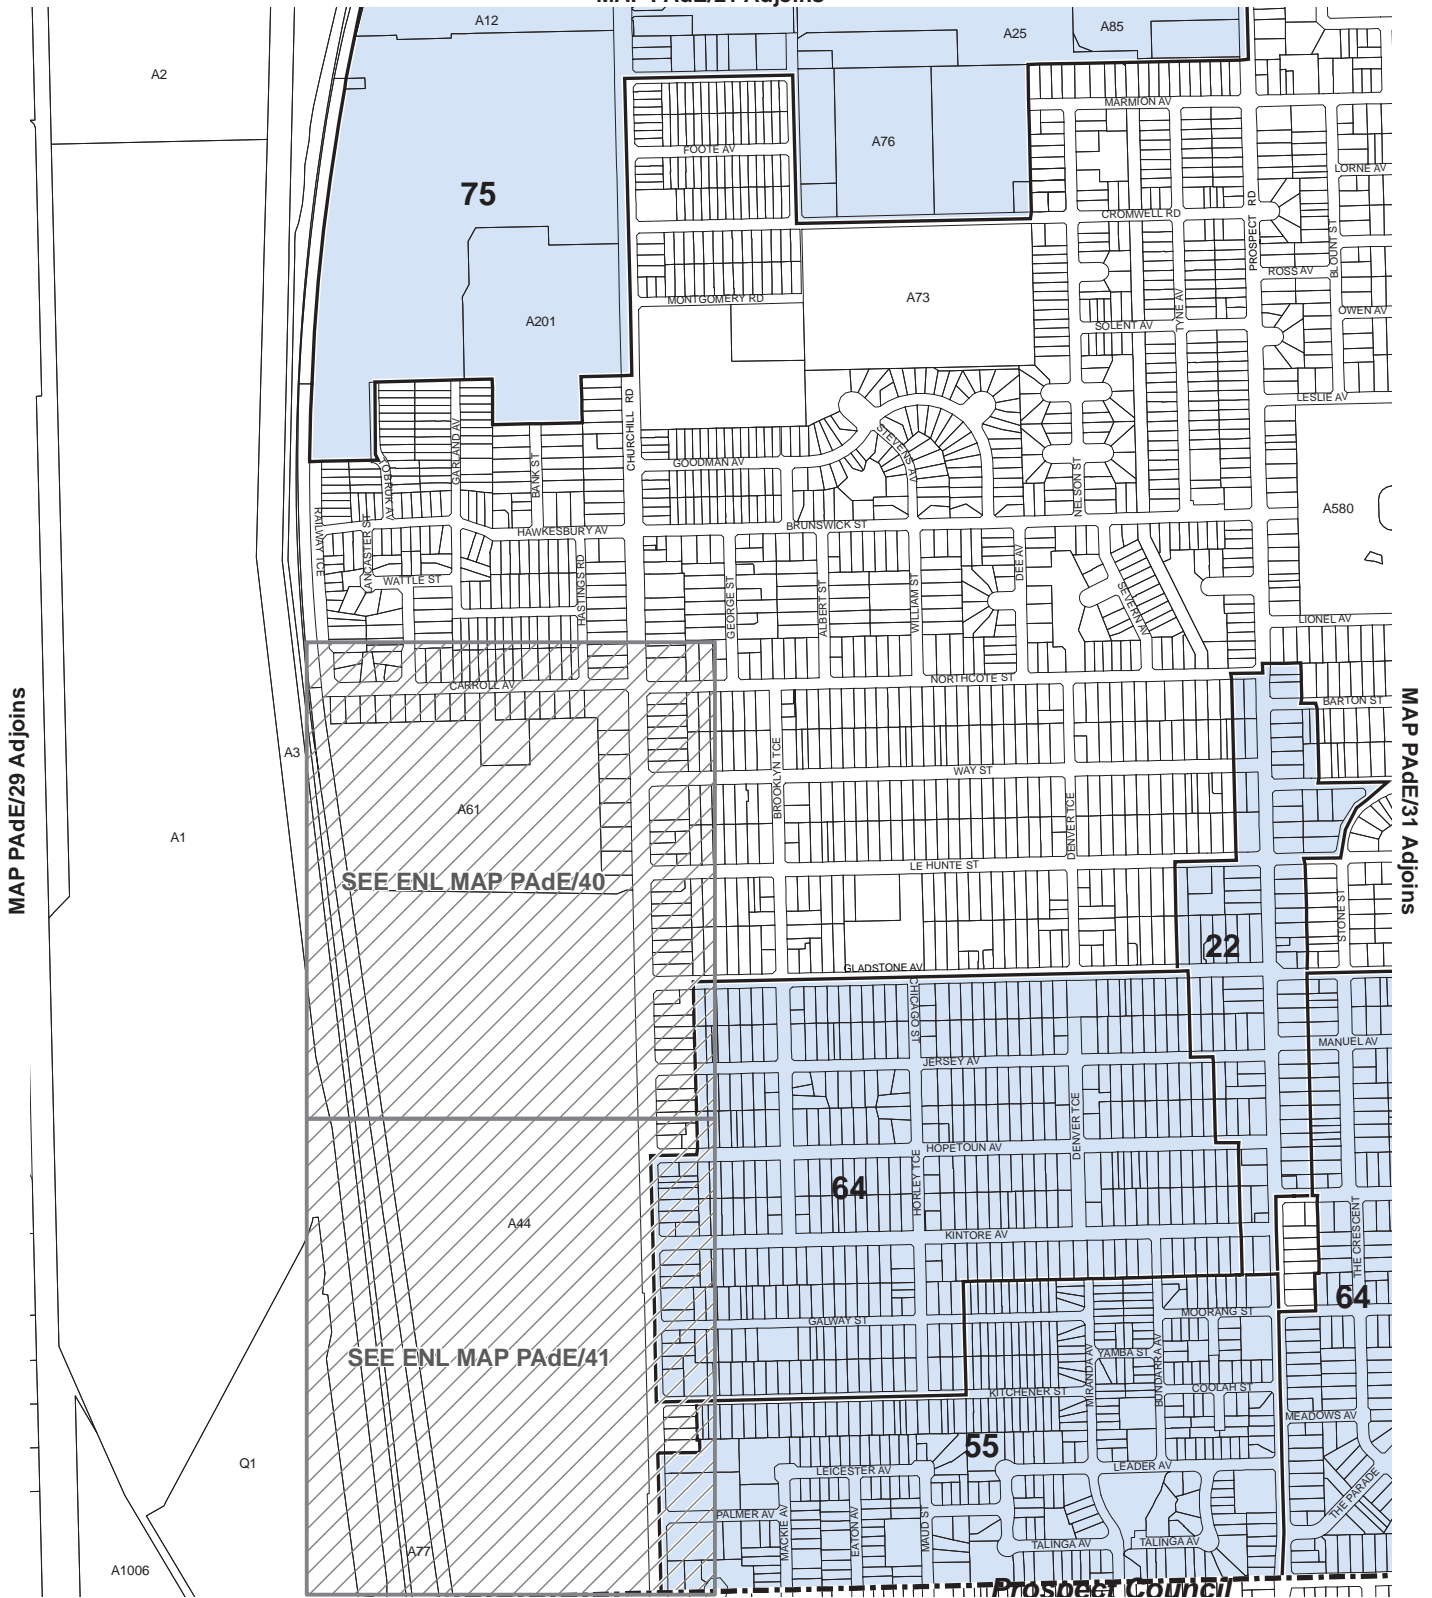 A12
A25
A85
A2
MARMION AV
A76
FOOTE AV
LORNE AV
75
PROSPECT RD
CROMWELL RD
BLOUNT ST
ROSS AV
MONTGOMERY RD
A73
TYNE AV
OWEN AV
A201
SOLENT AV
CHURCHILL RD
LESLIE AV
GARLAND AV
STEVENS AV
GOODMAN AV
BANK ST
TOBRUK AV
NELSON ST
A580
RAILWAY TCE
LANCASTER ST
HAWKESBURY AV
BRUNSWICK ST
DEE AV
WATTLE ST
HASTINGS RD
GEORGE ST
ALBERT ST
WILLIAM ST
SEVERN AV
LIONEL AV
NORTHCOTE ST
CARROLL AV
BARTON ST
MAP PAdE/29 Adjoins
MAP PAdE/31 Adjoins
A3
BROOKLYN TCE
WAY ST
A61
DENVER TCE
A1
LE HUNTE ST
SEE ENL MAP PAdE/40
STONE ST
22
GLADSTONE AV
CHICAGO ST
MANUEL AV
JERSEY AV
DENVER TCE
HOPETOUN AV
64
HORLEY TCE
A44
KINTORE AV
THE CRESCENT
64
MOORANG ST
GALWAY ST
SEE ENL MAP PAdE/41
YAMBA ST
MIRANDA AV
BUNDARRA AV
KITCHENER ST
COOLAH ST
MEADOWS AV
55
Q1
LEICESTER AV
LEADER AV
THE PARADE
PALMER AV
MACKIE AV
EATON AV
MAUD ST
TALINGA AV
TALINGA AV
A77
A1006
Prospect Council